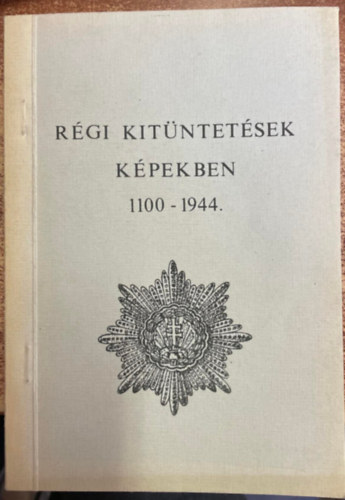 RÉGI KITÜNTETÉSEK
KÉPEKBEN
1100 - 1944.